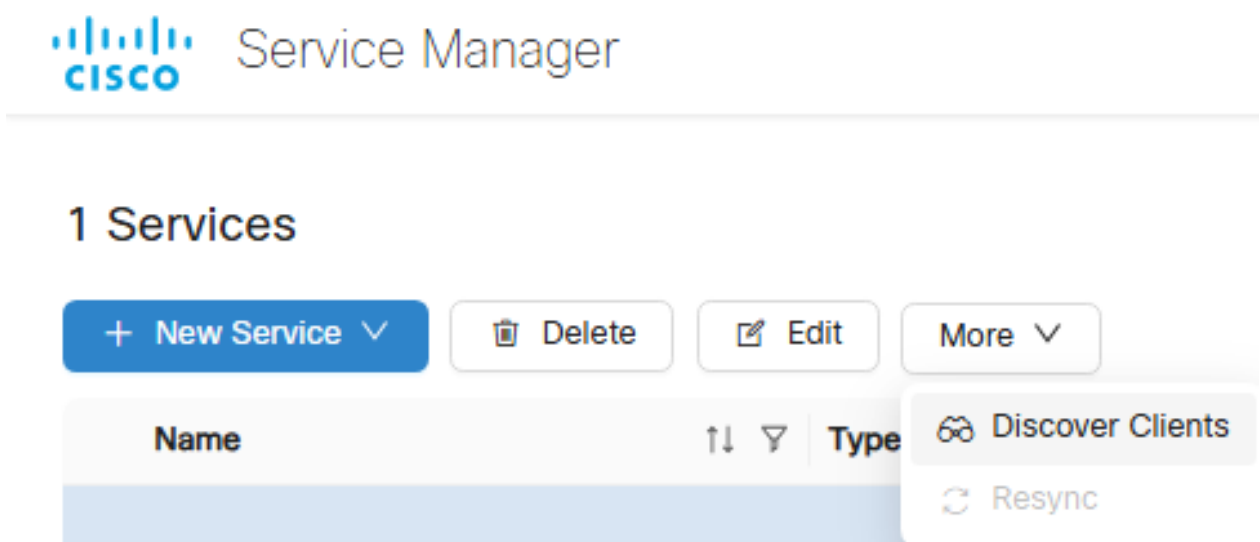 CISCO Service Manager
1 Services
New Service Delete Edit More
Name Type
Discover Clients
Resync